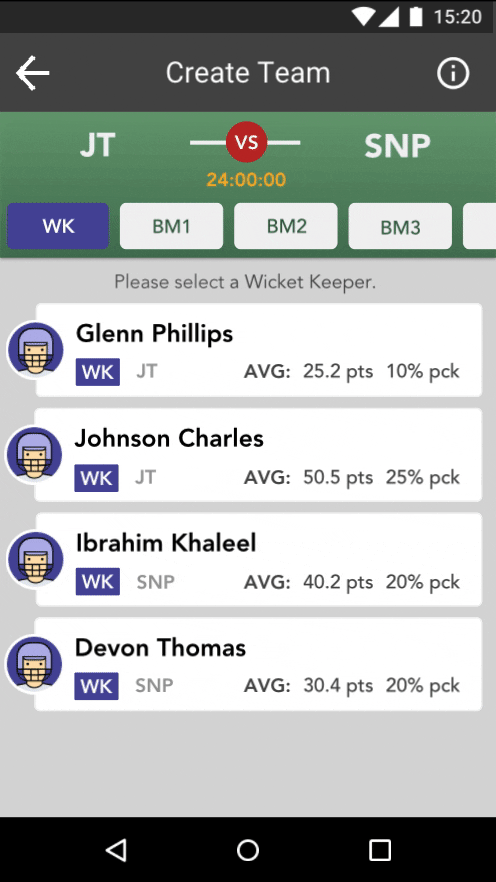 15:20
Create Team
JT VS SNP
24:00:00
WK BM1 BM2 BM3
Please select a Wicket Keeper.
Glenn Phillips
WK JT AVG: 25.2 pts 10% pck
Johnson Charles
WK JT AVG: 50.5 pts 25% pck
Ibrahim Khaleel
WK SNP AVG: 40.2 pts 20% pck
Devon Thomas
WK SNP AVG: 30.4 pts 20% pck